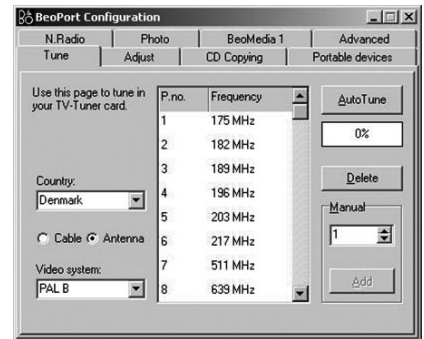 BeoPort Configuration
N.Radio Photo BeoMedia 1 Advanced
Tune Adjust CD Copying Portable devices
Use this page to tune in
your TV-Tuner card.
Country:
Denmark
Cable Antenna
Video system:
PAL B
P.no. Frequency
1 175 MHz
2 182 MHz
3 189 MHz
4 196 MHz
5 203 MHz
6 217 MHz
7 511 MHz
8 639 MHz
AutoTune
0%
Delete
Manual
1
Add